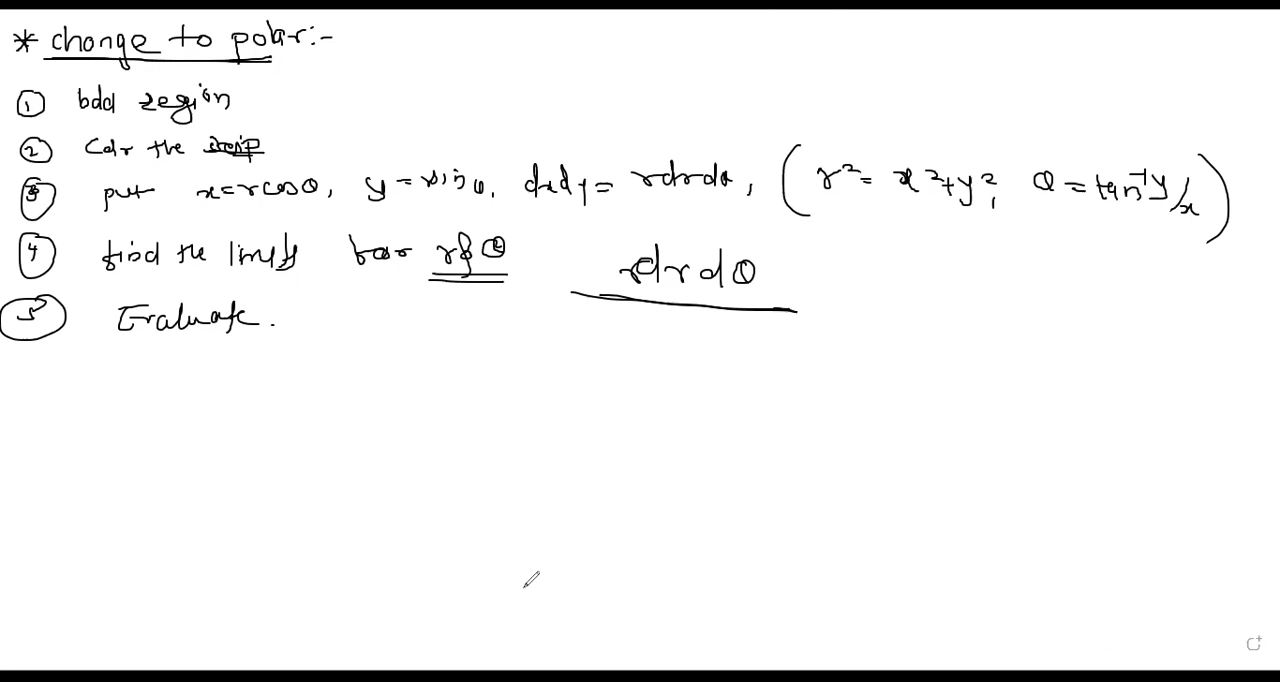 * change to polar:-
① bdd region
② Cdr the strip
③ put x=rcosθ, y=rsinθ, dxdy=rdrdθ, (r²=x²+y², θ=tan⁻¹y/x)
④ find the limits for r&θ rdrdθ
⑤ Evaluate.